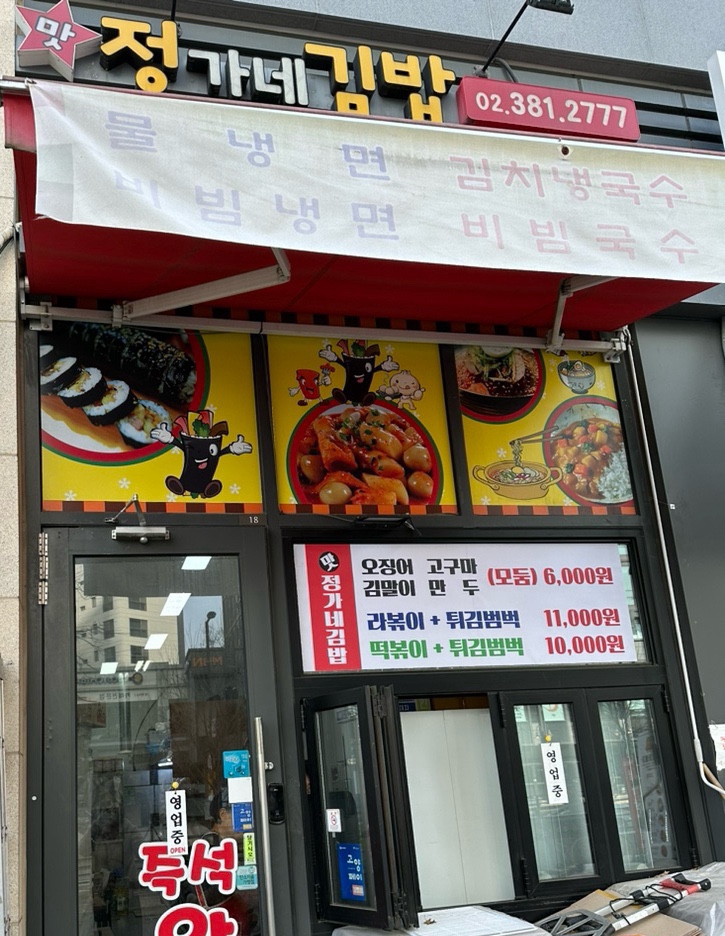 맛 정가네김밥
02.381.2777
물냉면 김치냉국수
비빔냉면 비빔국수
18
맛
정가네김밥
오징어 고구마
김말이 만두
(모둠) 6,000원
라볶이 + 튀김범벅 11,000원
떡볶이 + 튀김범벅 10,000원
영업중
영업중
OPEN
즉석
고양